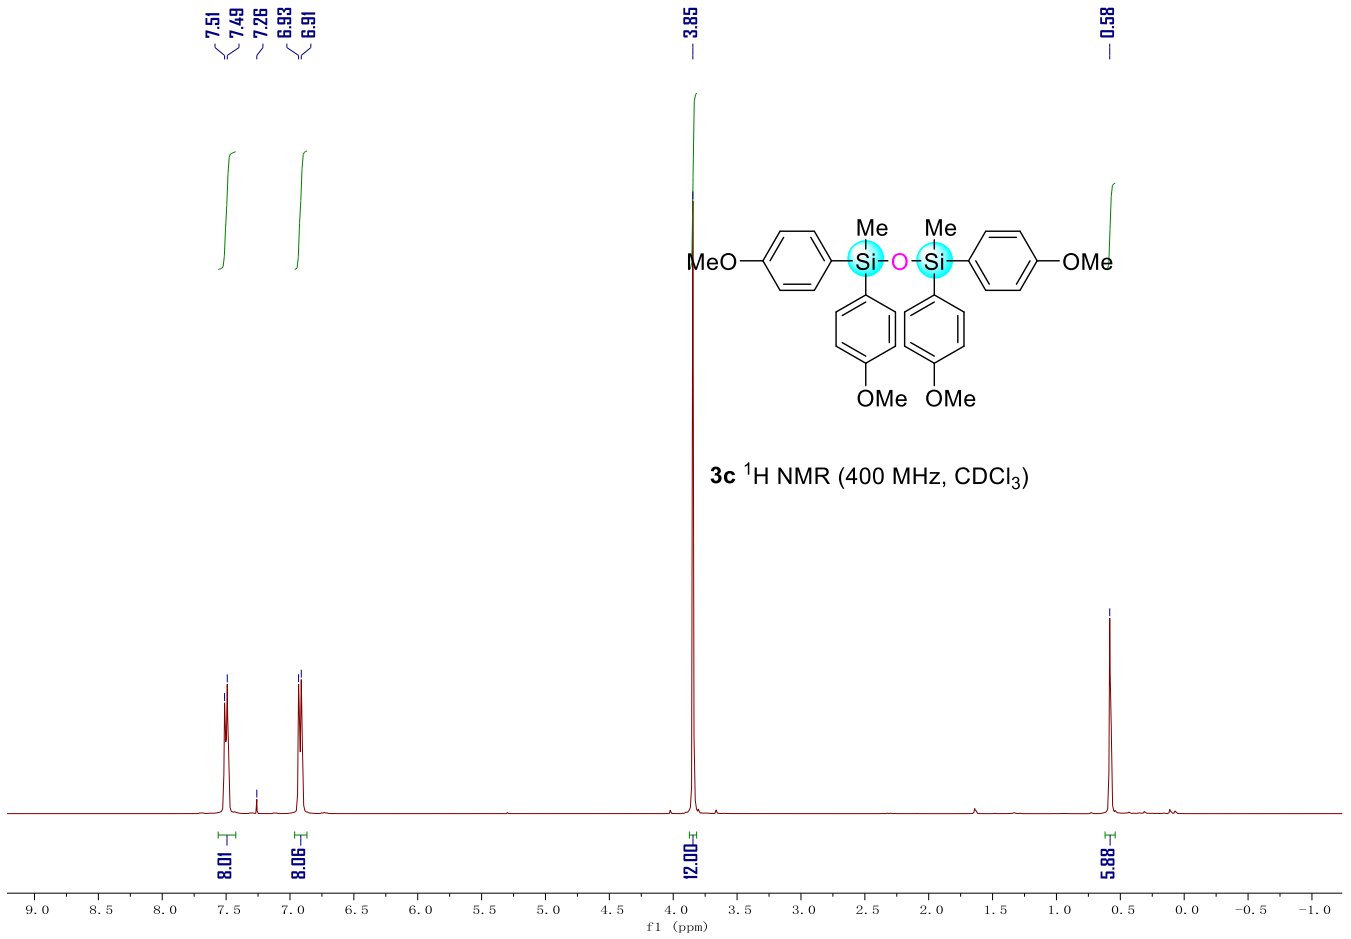 7.51
7.49
7.26
6.93
6.91
3.85
0.58
Me Me
MeO Si O Si OMe
OMe OMe
3c ¹H NMR (400 MHz, CDCl₃)
8.01
8.06
12.00
5.88
9.0 8.5 8.0 7.5 7.0 6.5 6.0 5.5 5.0 4.5 4.0 3.5 3.0 2.5 2.0 1.5 1.0 0.5 0.0 -0.5 -1.0
f1 (ppm)